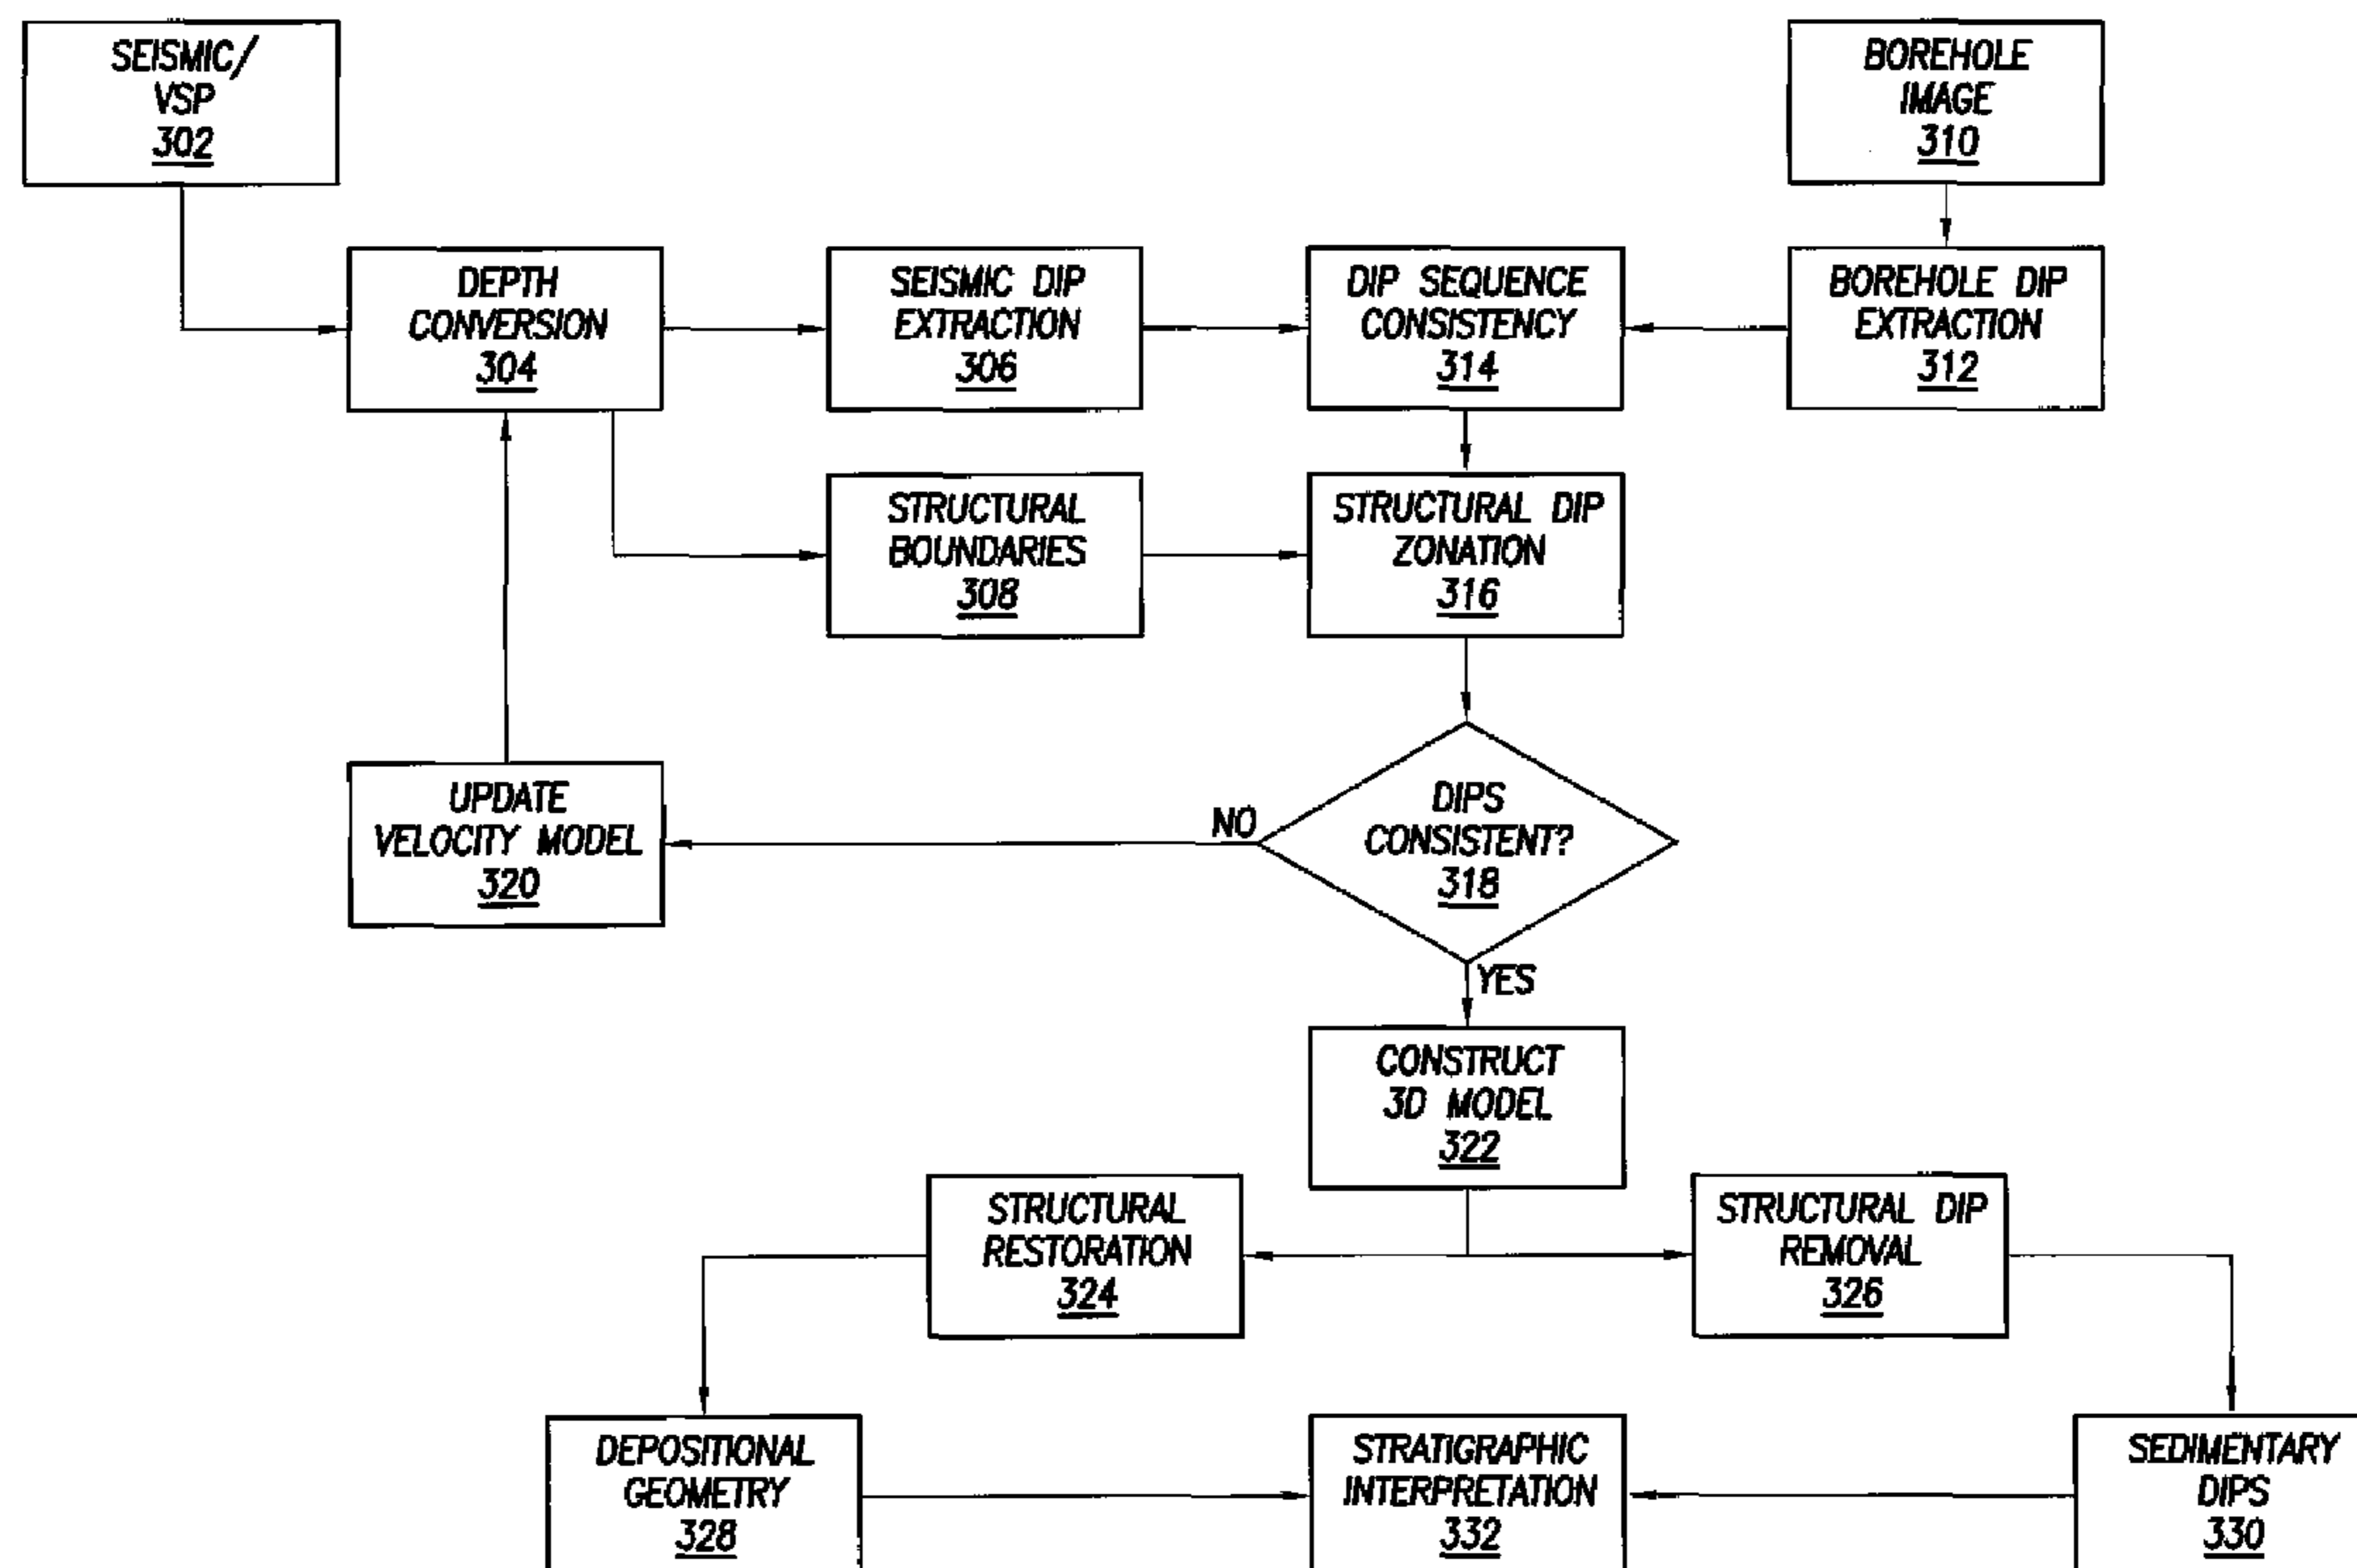 SEISMIC/
VSP
302
BOREHOLE
IMAGE
310
DEPTH
CONVERSION
304
SEISMIC DIP
EXTRACTION
306
DIP SEQUENCE
CONSISTENCY
314
BOREHOLE DIP
EXTRACTION
312
STRUCTURAL
BOUNDARIES
308
STRUCTURAL DIP
ZONATION
316
UPDATE
VELOCITY MODEL
320
NO
DIPS
CONSISTENT?
318
YES
CONSTRUCT
3D MODEL
322
STRUCTURAL
RESTORATION
324
STRUCTURAL DIP
REMOVAL
326
DEPOSITIONAL
GEOMETRY
328
STRATIGRAPHIC
INTERPRETATION
332
SEDIMENTARY
DIPS
330